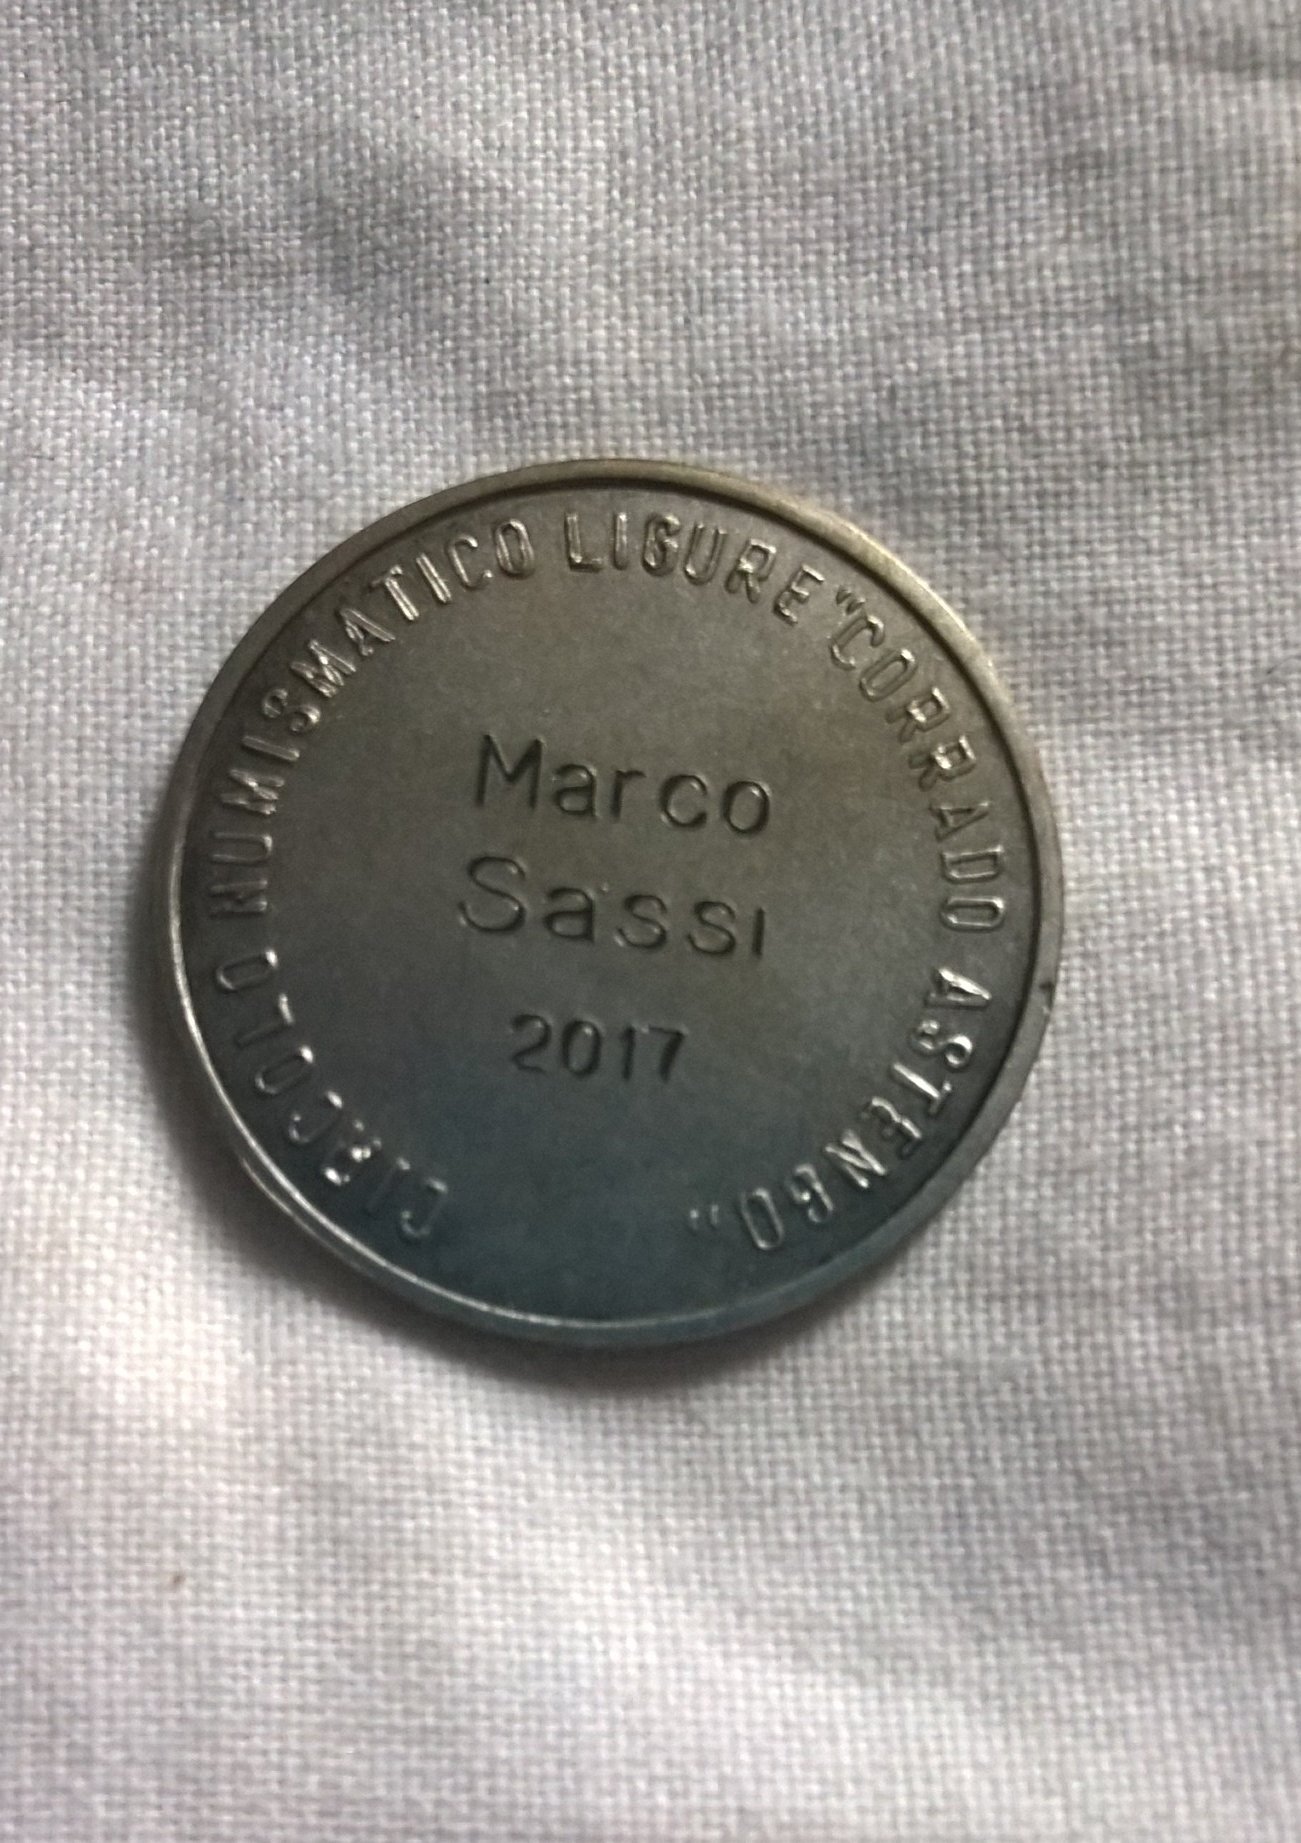 CIRCOLO NUMISMATICO LIGURE "CORRADO ASTENGO"
Marco
Sassi
2017